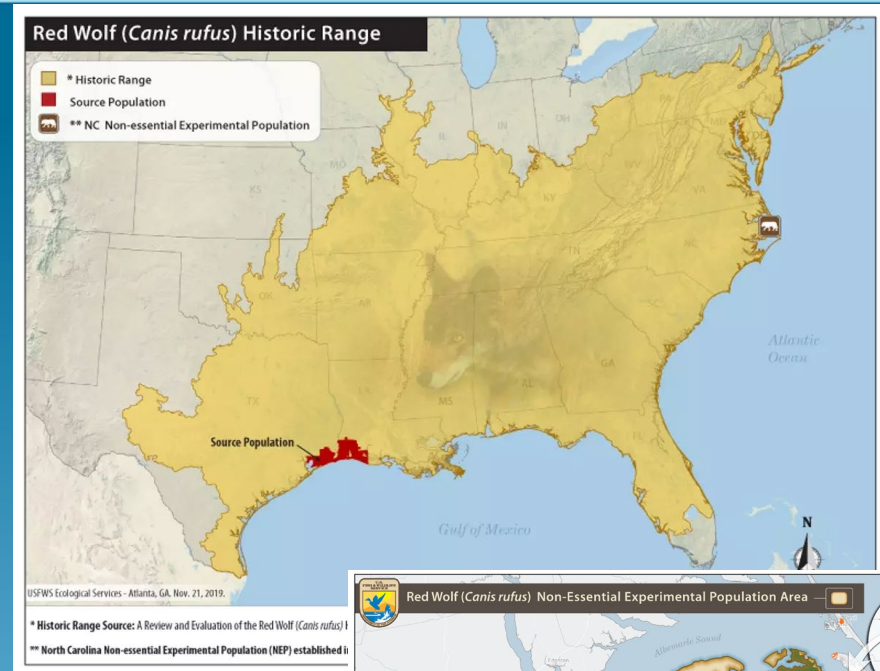 Red Wolf (Canis rufus) Historic Range
* Historic Range
Source Population
** NC Non-essential Experimental Population
PA
OH
IN
IL
MD
DE
WV
MO
KS
VA
KY
TN
NC
OK
AR
SC
GA
AL
MS
LA
TX
FL
Atlantic
Ocean
Source Population
Gulf of Mexico
N
USFWS Ecological Services - Atlanta, GA. Nov. 21, 2019.
* Historic Range Source: A Review and Evaluation of the Red Wolf (Canis rufus)
** North Carolina Non-essential Experimental Population (NEP) established i
Red Wolf (Canis rufus) Non-Essential Experimental Population Area
Albemarle Sound